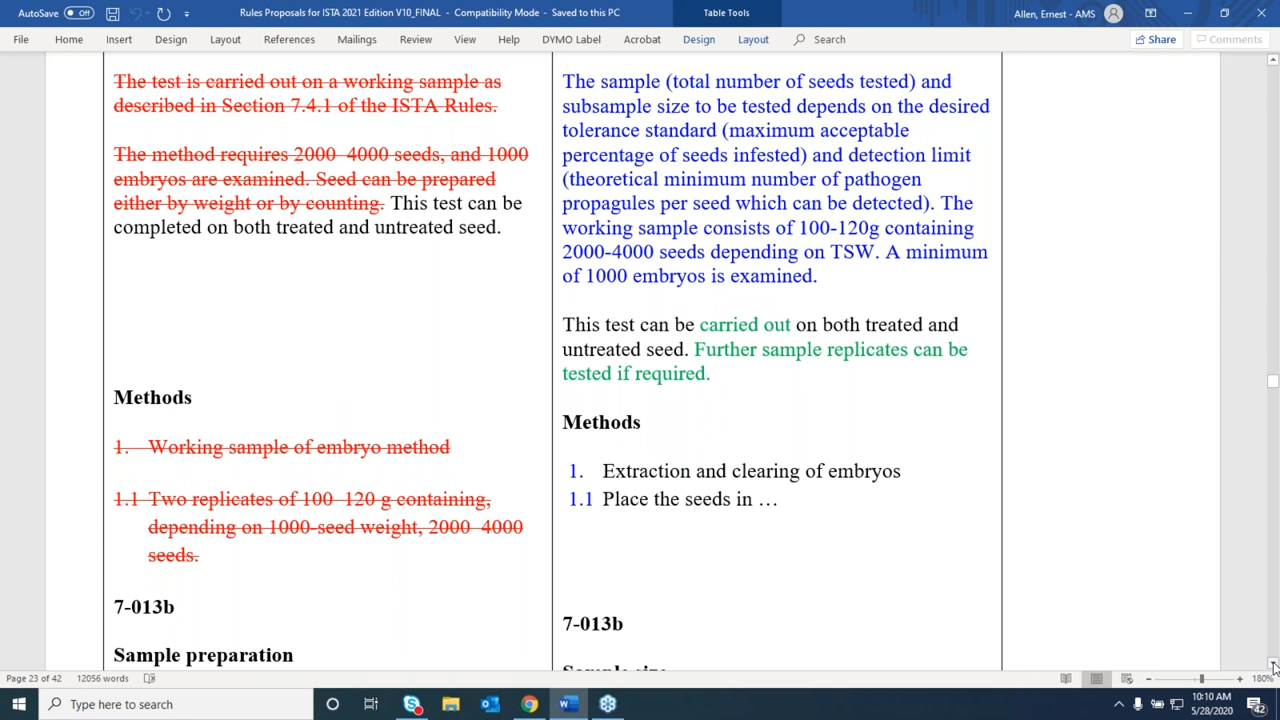 AutoSave Off
Rules Proposals for ISTA 2021 Edition V10_FINAL - Compatibility Mode - Saved to this PC
Table Tools
Allen, Ernest - AMS
File Home Insert Design Layout References Mailings Review View Help DYMO Label Acrobat Design Layout Search Share Comments
The test is carried out on a working sample as
described in Section 7.4.1 of the ISTA Rules.
The method requires 2000–4000 seeds, and 1000
embryos are examined. Seed can be prepared
either by weight or by counting. This test can be
completed on both treated and untreated seed.
Methods
1. Working sample of embryo method
1.1 Two replicates of 100–120 g containing,
depending on 1000-seed weight, 2000–4000
seeds.
7-013b
Sample preparation
The sample (total number of seeds tested) and
subsample size to be tested depends on the desired
tolerance standard (maximum acceptable
percentage of seeds infested) and detection limit
(theoretical minimum number of pathogen
propagules per seed which can be detected). The
working sample consists of 100-120g containing
2000-4000 seeds depending on TSW. A minimum
of 1000 embryos is examined.
This test can be carried out on both treated and
untreated seed. Further sample replicates can be
tested if required.
Methods
1. Extraction and clearing of embryos
1.1 Place the seeds in …
7-013b
Sample size
Page 23 of 42 12056 words 180%
Type here to search
10:10 AM
5/28/2020
42